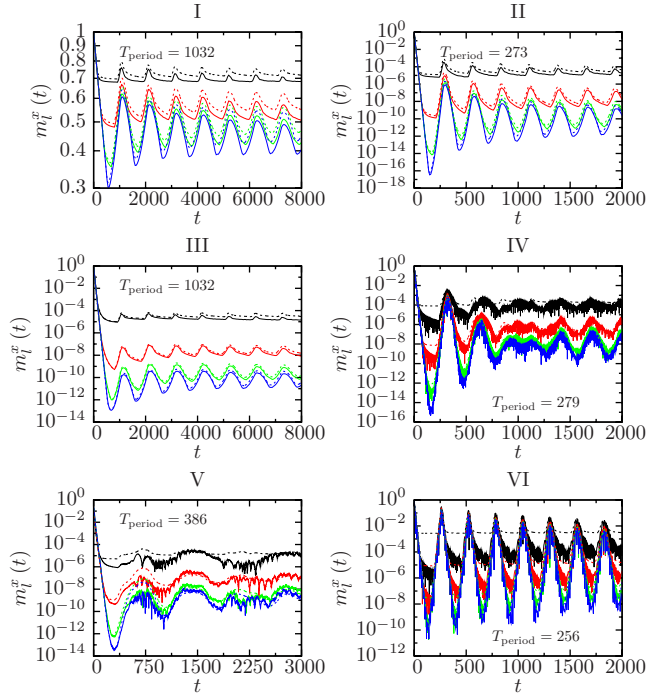 I
1
0.9
0.8
0.7
0.6
0.5
0.4
0.3
T_period = 1032
m_l^x (t)
0 2000 4000 6000 8000
t
II
10^0
10^-2
10^-4
10^-6
10^-8
10^-10
10^-12
10^-14
10^-16
10^-18
T_period = 273
m_l^x (t)
0 500 1000 1500 2000
t
III
10^0
10^-2
10^-4
10^-6
10^-8
10^-10
10^-12
10^-14
T_period = 1032
m_l^x (t)
0 2000 4000 6000 8000
t
IV
10^0
10^-2
10^-4
10^-6
10^-8
10^-10
10^-12
10^-14
10^-16
T_period = 279
m_l^x (t)
0 500 1000 1500 2000
t
V
10^0
10^-2
10^-4
10^-6
10^-8
10^-10
10^-12
10^-14
T_period = 386
m_l^x (t)
0 750 1500 2250 3000
t
VI
10^0
10^-2
10^-4
10^-6
10^-8
10^-10
10^-12
T_period = 256
m_l^x (t)
0 500 1000 1500 2000
t